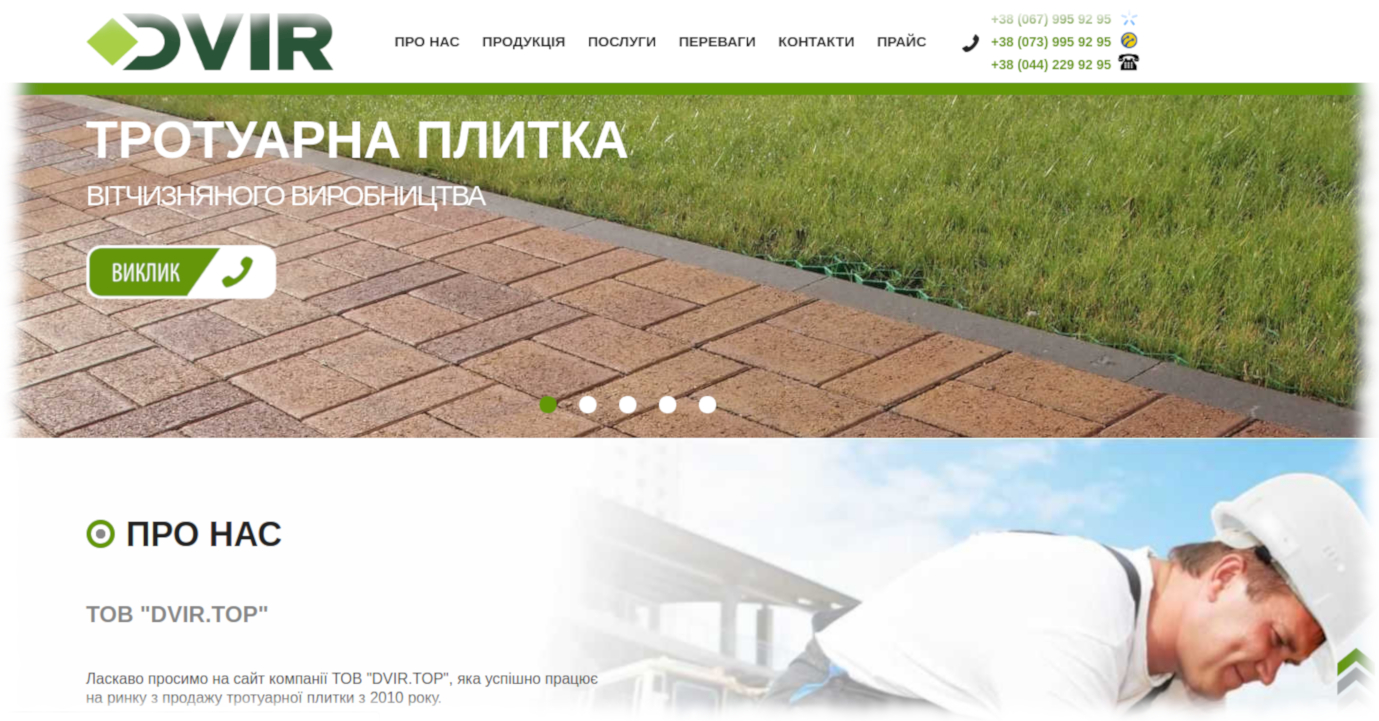 DVIR
ПРО НАС ПРОДУКЦІЯ ПОСЛУГИ ПЕРЕВАГИ КОНТАКТИ ПРАЙС
+38 (067) 995 92 95
+38 (073) 995 92 95
+38 (044) 229 92 95
ТРОТУАРНА ПЛИТКА
ВІТЧИЗНЯНОГО ВИРОБНИЦТВА
ВИКЛИК
ПРО НАС
ТОВ "DVIR.TOP"
Ласкаво просимо на сайт компанії ТОВ "DVIR.TOP", яка успішно працює
на ринку з продажу тротуарної плитки з 2010 року.